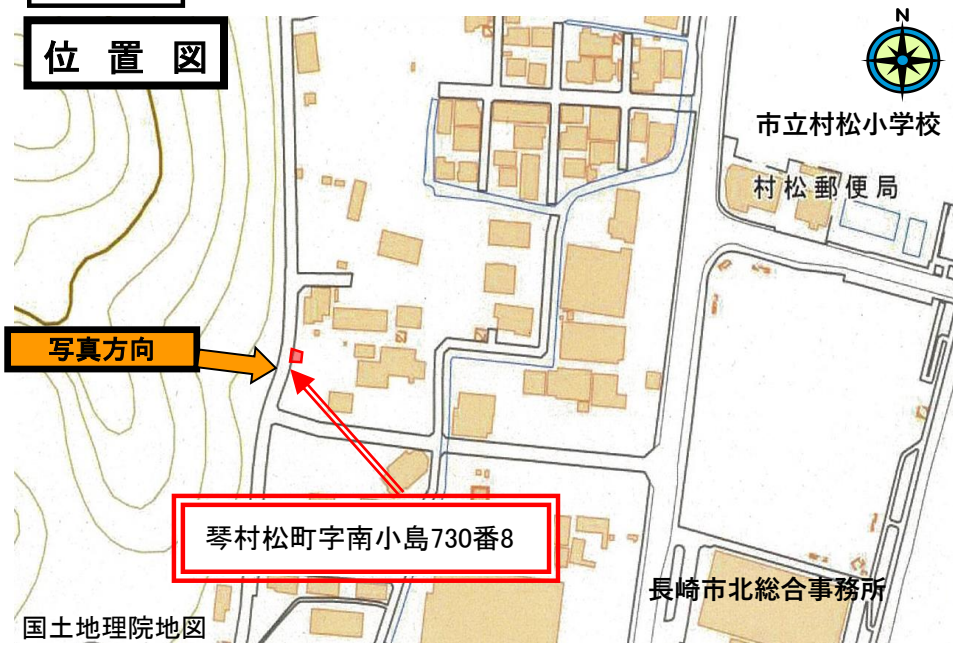 位置図
N
市立村松小学校
村松郵便局
写真方向
琴村松町字南小島730番8
長崎市北総合事務所
国土地理院地図